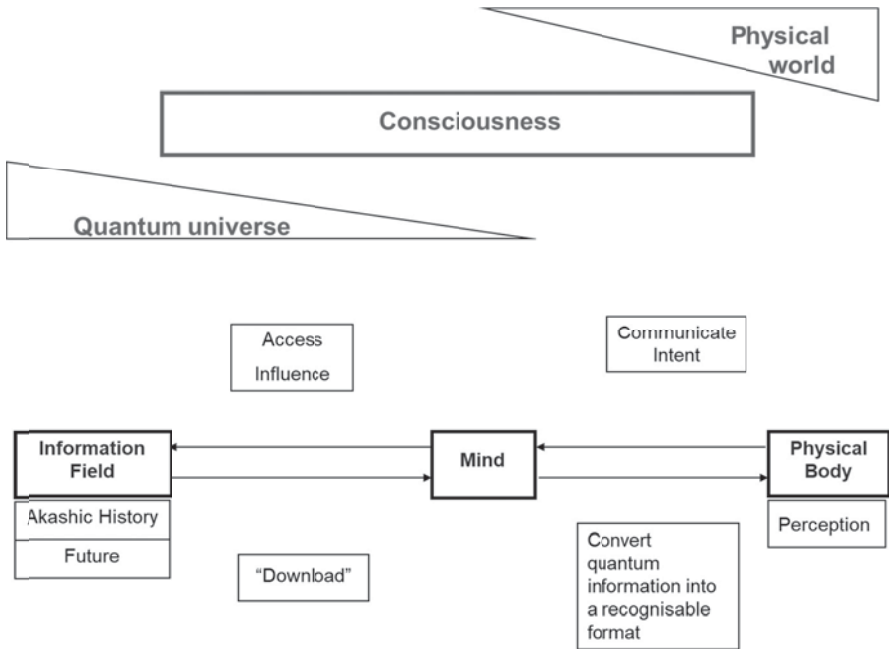 Physical
world
Consciousness
Quantum universe
Access
Influence
Communicate
Intent
Information
Field
Mind
Physical
Body
Akashic History
Future
Perception
“Downbad”
Convert
quantum
information into
a recognisable
format